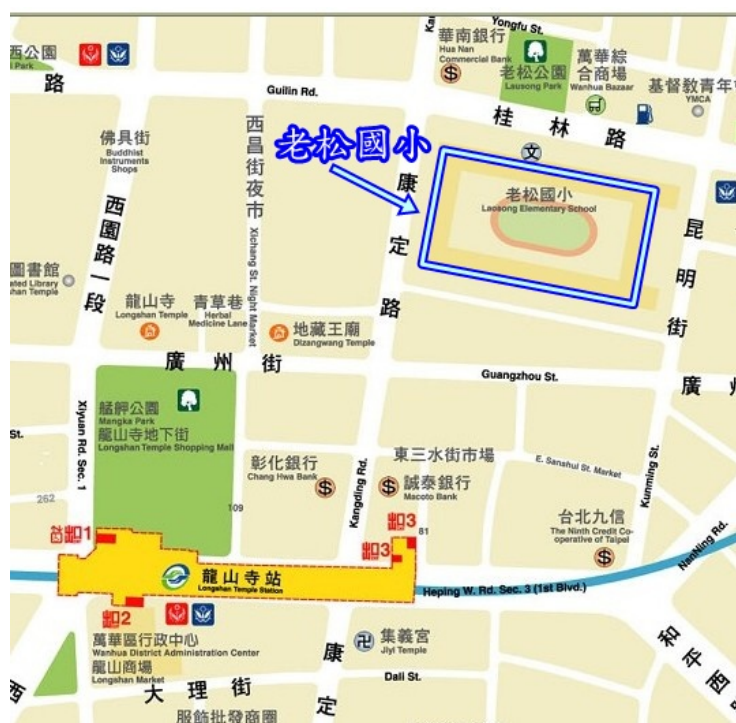 Yongfu St.
西公園
Park
華南銀行
Hua Nan
Commercial Bank
老松公園
Lausong Park
萬華綜
合商場
Wanhua Bazaar
基督教青年
YMCA
路
Guilin Rd.
桂林路
文
佛具街
Buddhist
Instruments
Shops
西昌街夜市
Xichang St. Night Market
老松國小
老松國小
Laosong Elementary School
康定路
昆明街
西園路一段
圖書館
ated Library
shan Temple
龍山寺
Longshan Temple
青草巷
Herbal
Medicine Lane
地藏王廟
Dizangwang Temple
廣州街
Guangzhou St.
廣州
艋舺公園
Mangka Park
龍山寺地下街
Longshan Temple Shopping Mall
Xiyuan Rd. Sec. 1
St.
彰化銀行
Chang Hwa Bank
Kangding Rd.
東三水街市場
E. Sanshui St. Market
誠泰銀行
Macoto Bank
Kunming St.
台北九信
The Ninth Credit Co-
operative of Taipei
NanNing Rd.
262
109
81
出口1
出口3
出口3
龍山寺站
Longshan Temple Station
Heping W. Rd. Sec. 3 (1st Blvd.)
出口2
萬華區行政中心
Wanhua District Administration Center
龍山商場
Longshan Market
集義宮
Jiyi Temple
康定
Dali St.
和平西
西
大理街
服飾批發商圈